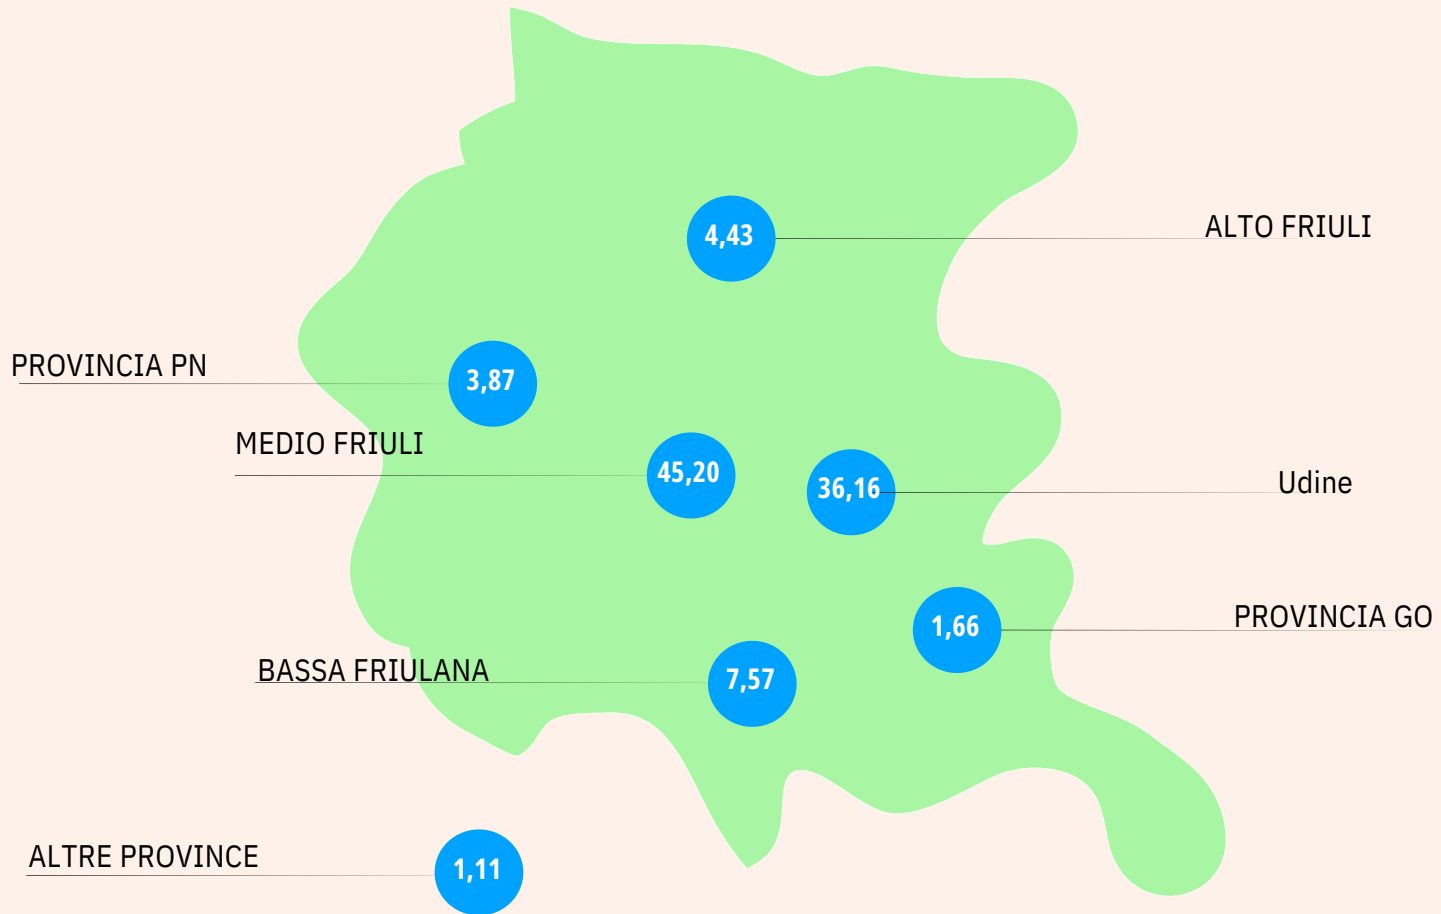 4,43
ALTO FRIULI
PROVINCIA PN
3,87
MEDIO FRIULI
45,20
36,16
Udine
1,66
PROVINCIA GO
BASSA FRIULANA
7,57
ALTRE PROVINCE
1,11